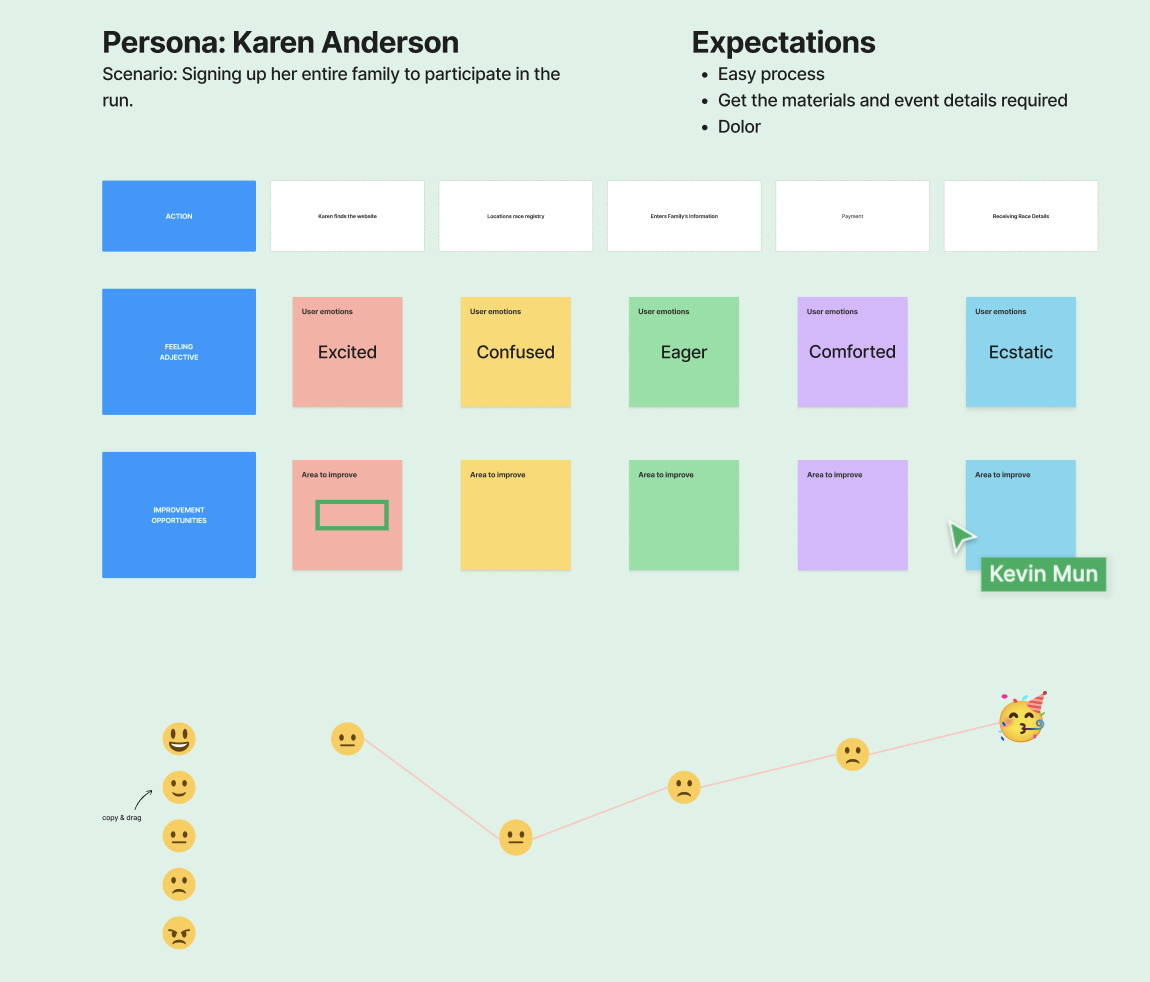 Persona: Karen Anderson
Scenario: Signing up her entire family to participate in the
run.
Expectations
Easy process
Get the materials and event details required
Dolor
ACTION
Karen finds the website
Locations race registry
Enters Family's Information
Payment
Receiving Race Details
FEELING
ADJECTIVE
User emotions
Excited
User emotions
Confused
User emotions
Eager
User emotions
Comforted
User emotions
Ecstatic
IMPROVEMENT
OPPORTUNITIES
Area to improve
Area to improve
Area to improve
Area to improve
Area to improve
Kevin Mun
copy & drag